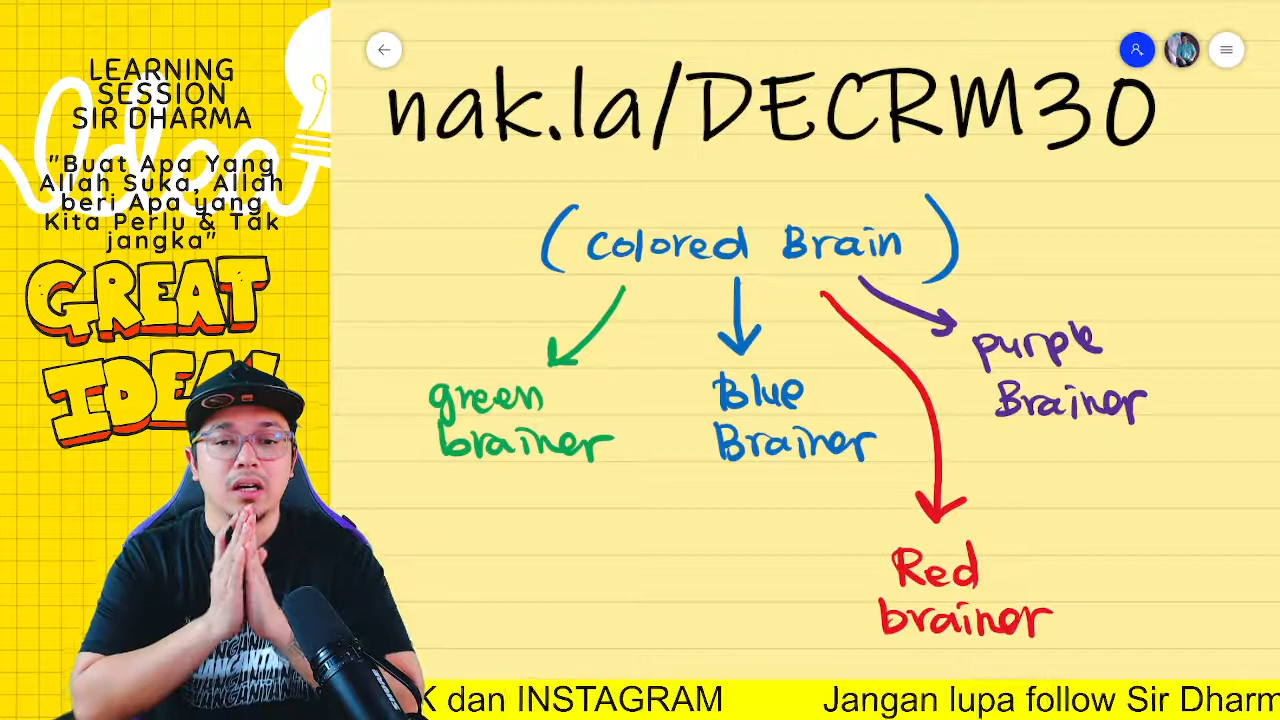 LEARNING
SESSION
SIR DHARMA
"Buat Apa Yang
Allah Suka, Allah
beri Apa yang
Kita Perlu & Tak
jangka"
GREAT
nak.la/DECRM30
(Colored Brain)
green
brainer
Blue
Brainer
purple
Brainer
Red
brainer
K dan INSTAGRAM Jangan lupa follow Sir Dharm